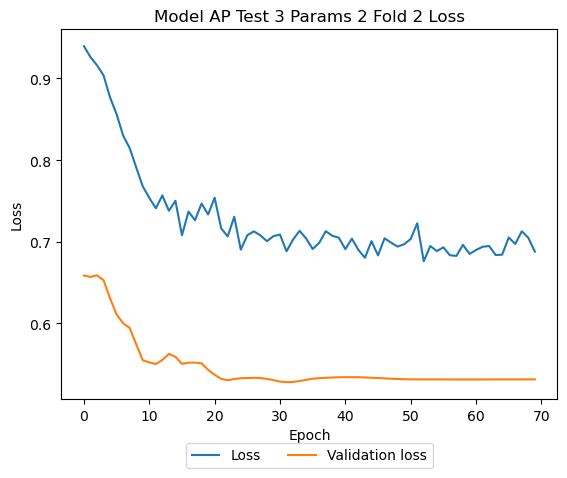 Model AP Test 3 Params 2 Fold 2 Loss
0.9
0.8
0.7
0.6
Loss
0 10 20 30 40 50 60 70
Epoch
Loss Validation loss